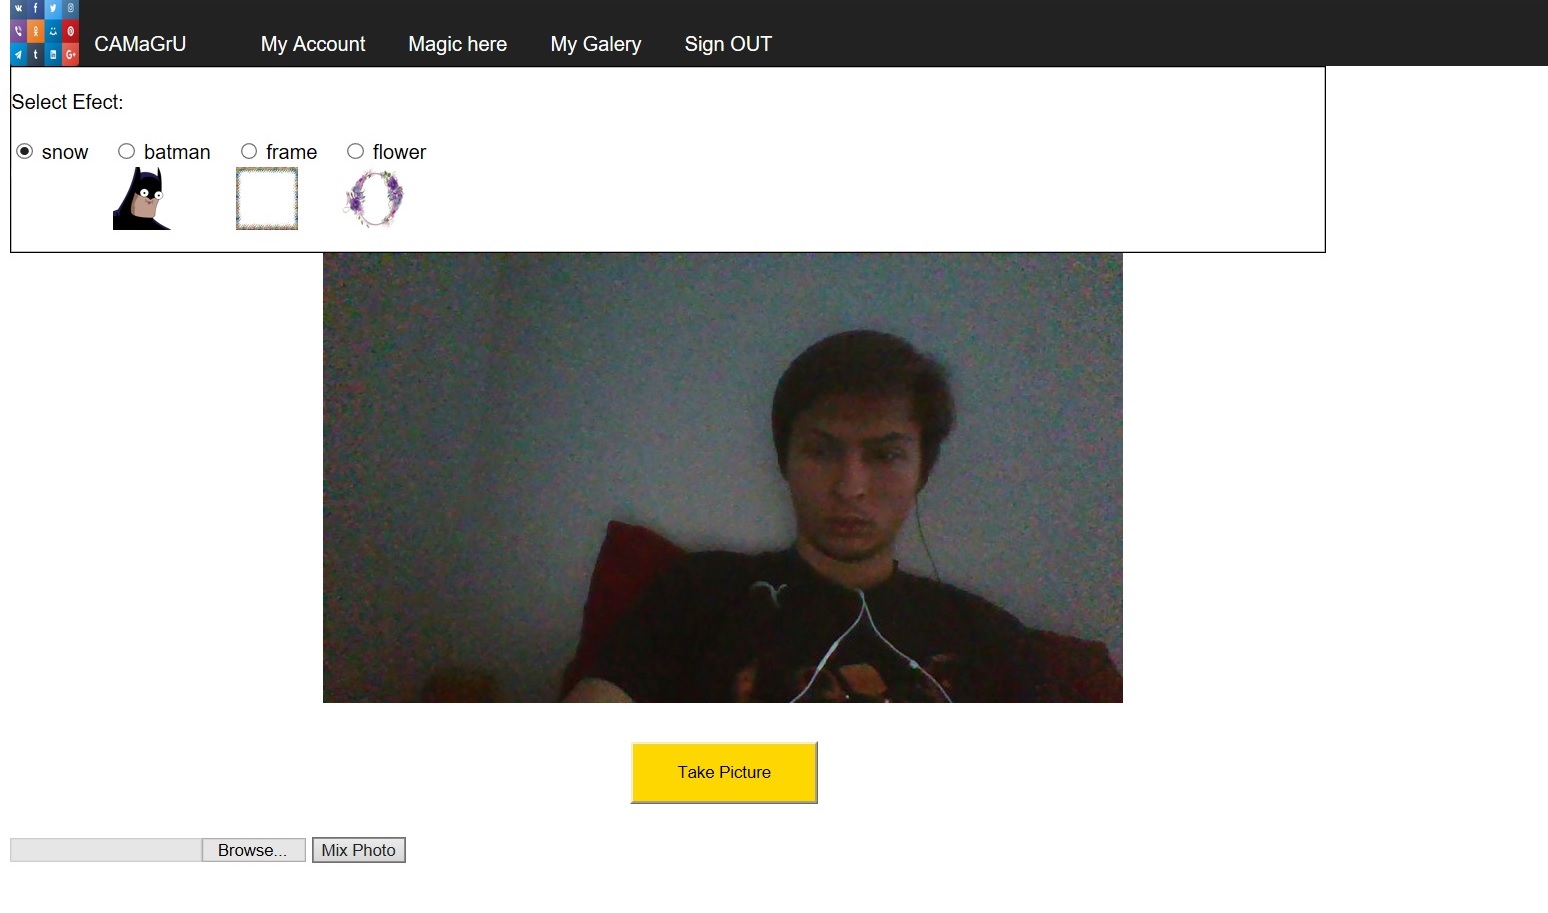 CAMaGrU My Account Magic here My Galery Sign OUT
Select Efect:
snow batman frame flower
Take Picture
Browse... Mix Photo